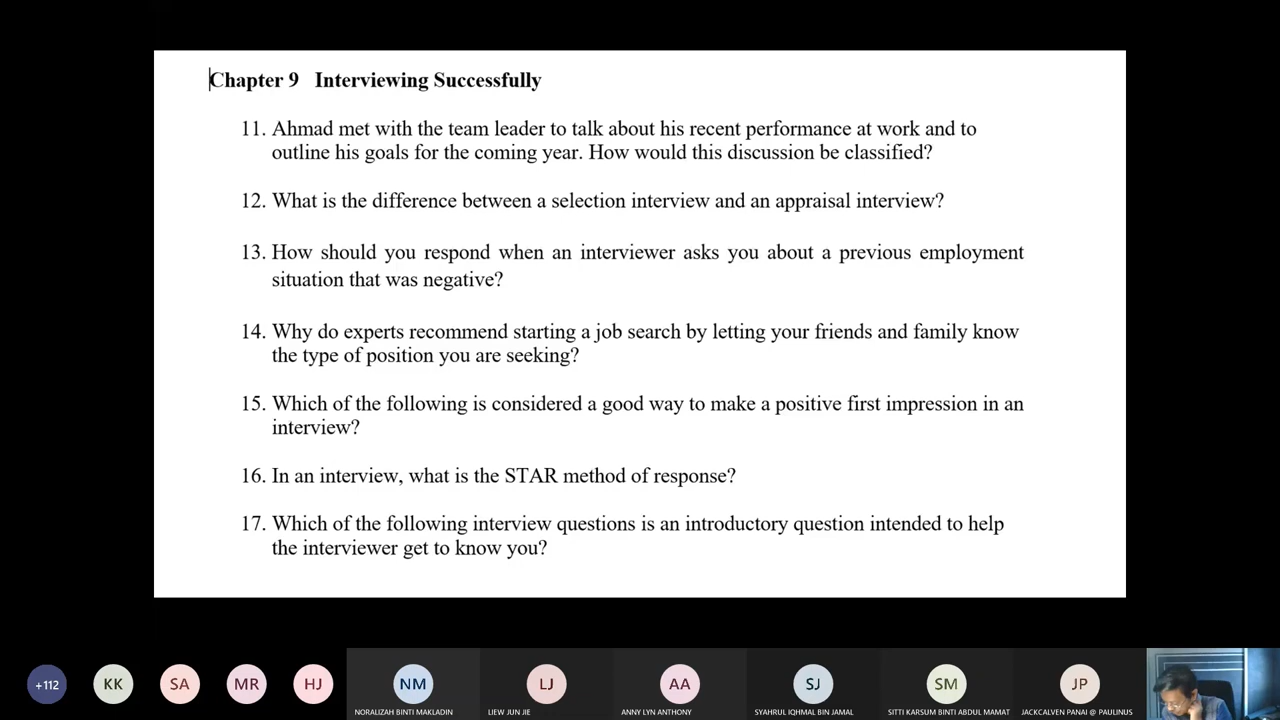 Chapter 9 Interviewing Successfully
11. Ahmad met with the team leader to talk about his recent performance at work and to
outline his goals for the coming year. How would this discussion be classified?
12. What is the difference between a selection interview and an appraisal interview?
13. How should you respond when an interviewer asks you about a previous employment
situation that was negative?
14. Why do experts recommend starting a job search by letting your friends and family know
the type of position you are seeking?
15. Which of the following is considered a good way to make a positive first impression in an
interview?
16. In an interview, what is the STAR method of response?
17. Which of the following interview questions is an introductory question intended to help
the interviewer get to know you?
+112 KK SA MR HJ NM LJ AA SJ SM JP
NORALIZAH BINTI MAKLADIN LIEW JUN JIE ANNY LYN ANTHONY SYAHRUL IQHMAL BIN JAMAL SITTI KARSUM BINTI ABDUL MAMAT JACKCALVEN PANAI @ PAULINUS